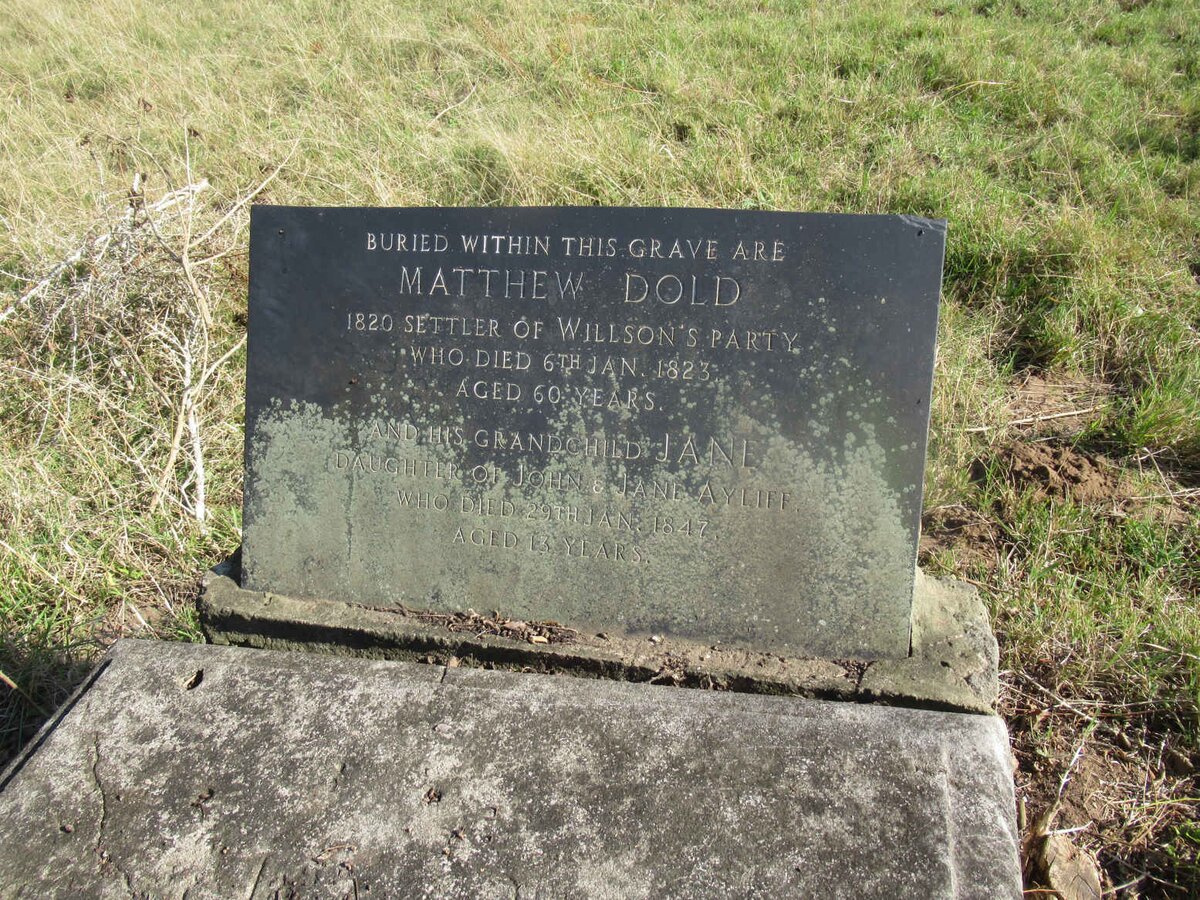 BURIED WITHIN THIS GRAVE ARE
MATTHEW DOLD
1820 SETTLER OF WILLSON'S PARTY
WHO DIED 6TH JAN. 1823
AGED 60 YEARS.
AND HIS GRANDCHILD JANE
DAUGHTER OF JOHN & JANE AYLIFF
WHO DIED 29TH JAN. 1847.
AGED 13 YEARS.